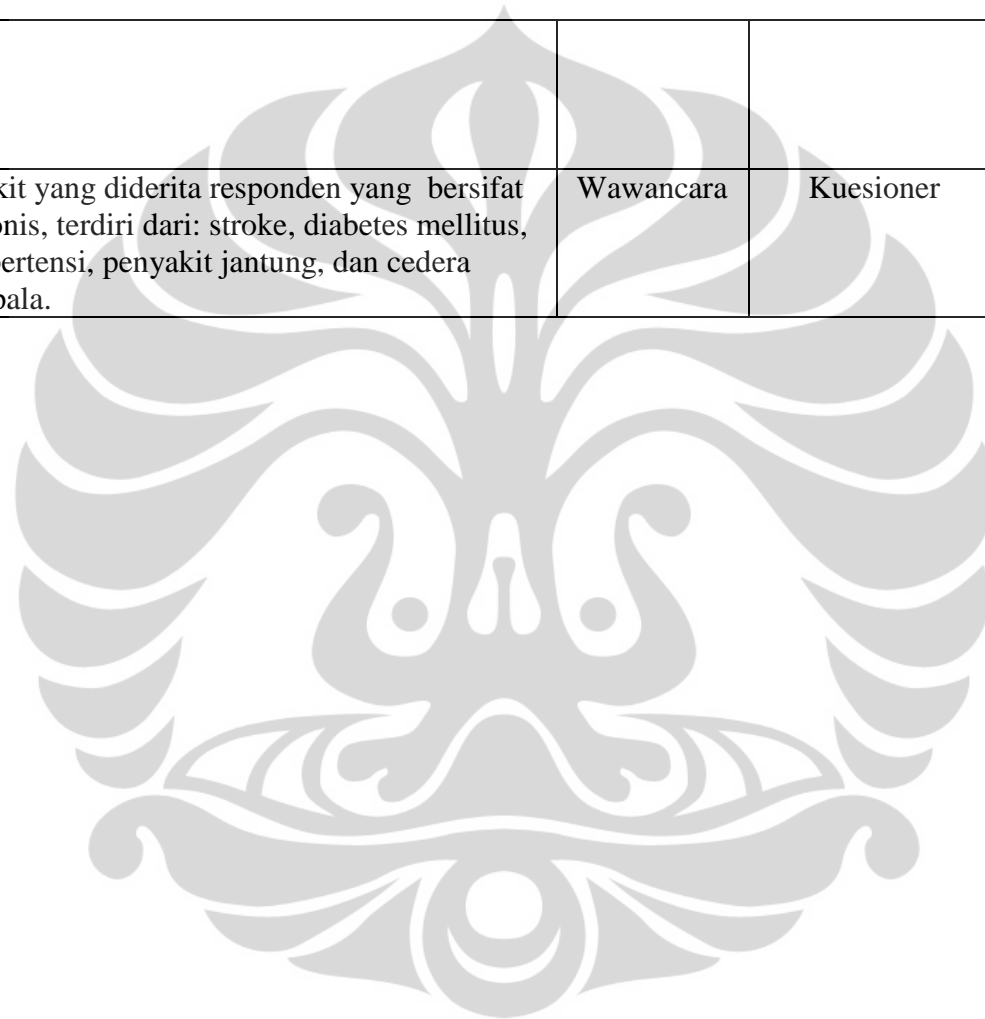 kit yang diderita responden yang bersifat
onis, terdiri dari: stroke, diabetes mellitus,
pertensi, penyakit jantung, dan cedera
pala.
Wawancara
Kuesioner